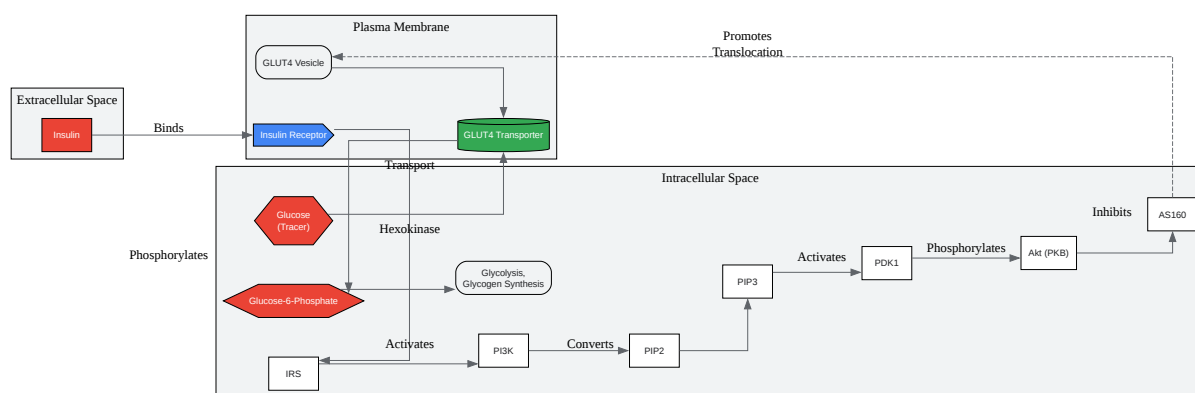 Plasma Membrane
Promotes
Translocation
GLUT4 Vesicle
Extracellular Space
Insulin
Binds
Insulin Receptor
GLUT4 Transporter
Transport
Intracellular Space
Glucose
(Tracer)
Hexokinase
Phosphorylates
Inhibits
AS160
Phosphorylates
Akt (PKB)
Activates
PDK1
Glycolysis,
Glycogen Synthesis
PIP3
Glucose-6-Phosphate
Activates
PI3K
Converts
PIP2
IRS